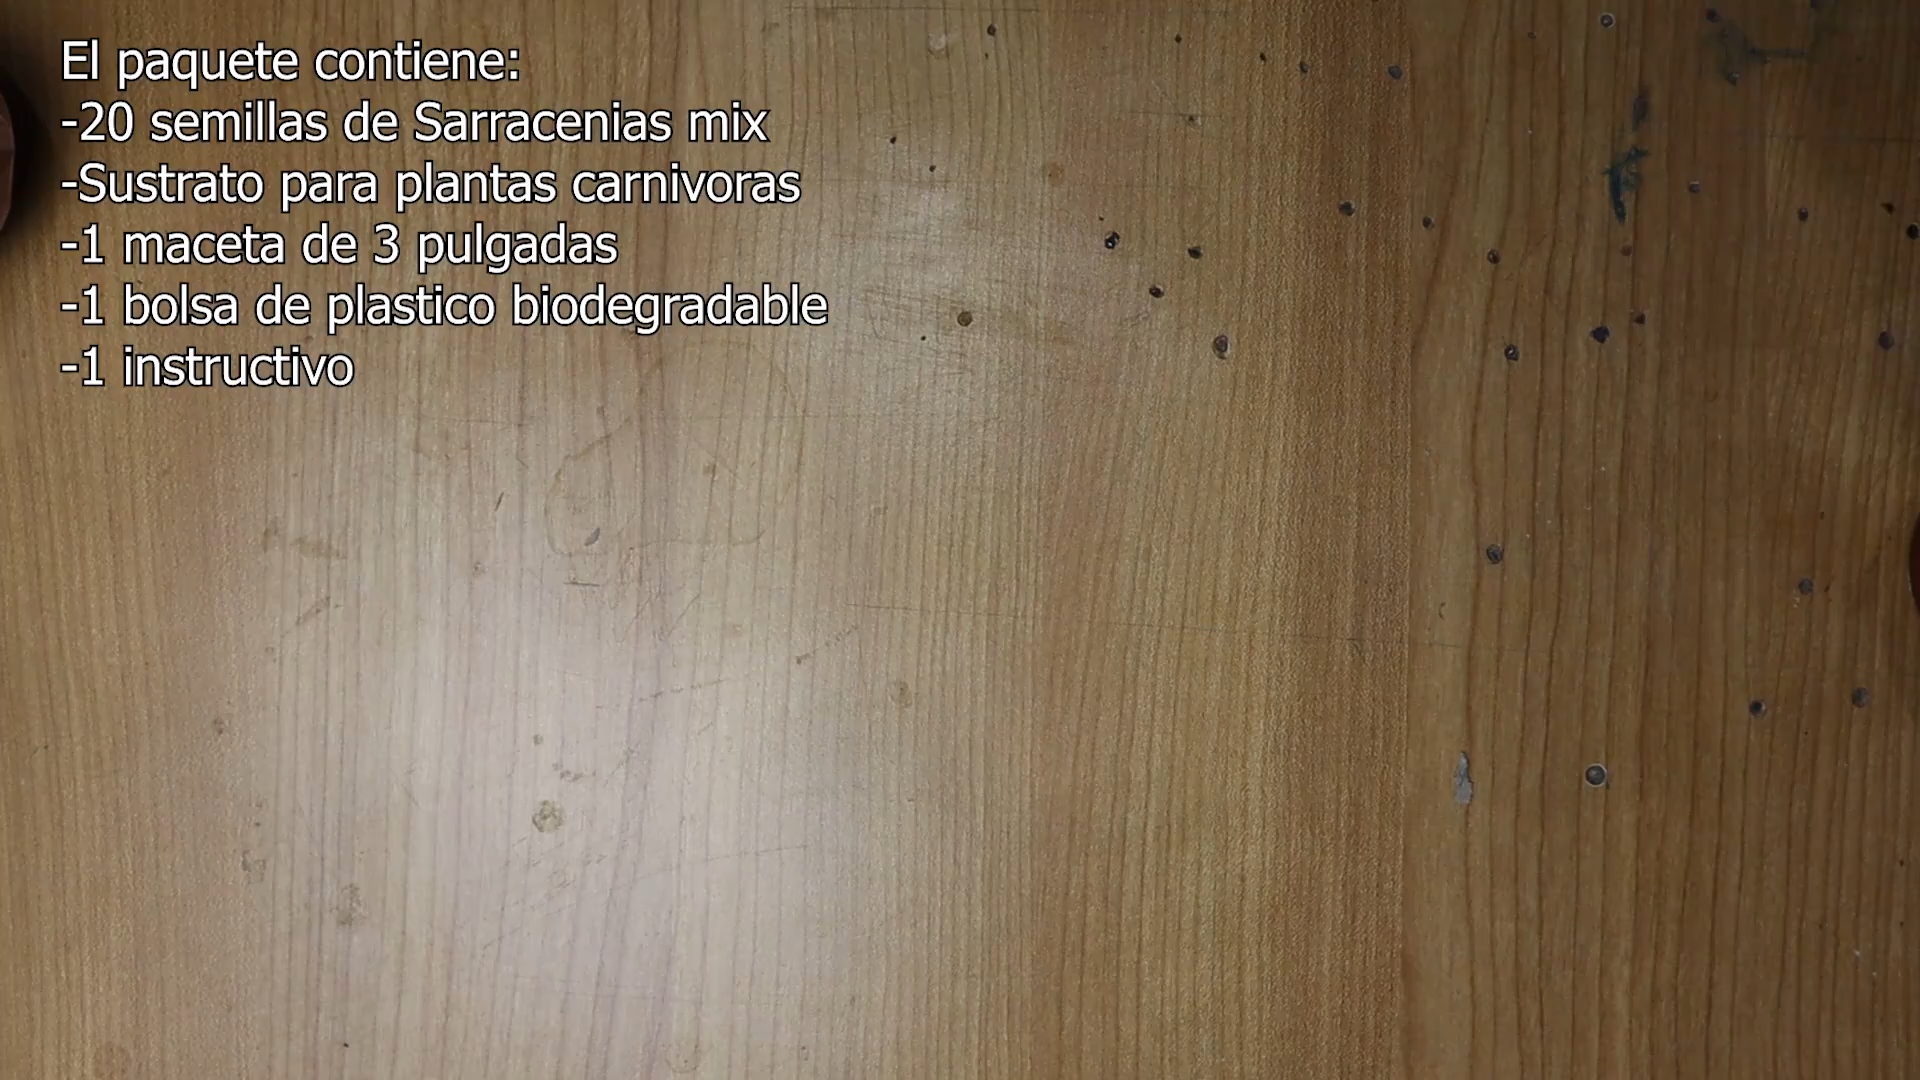 El paquete contiene:
-20 semillas de Sarracenias mix
-Sustrato para plantas carnivoras
-1 maceta de 3 pulgadas
-1 bolsa de plastico biodegradable
-1 instructivo